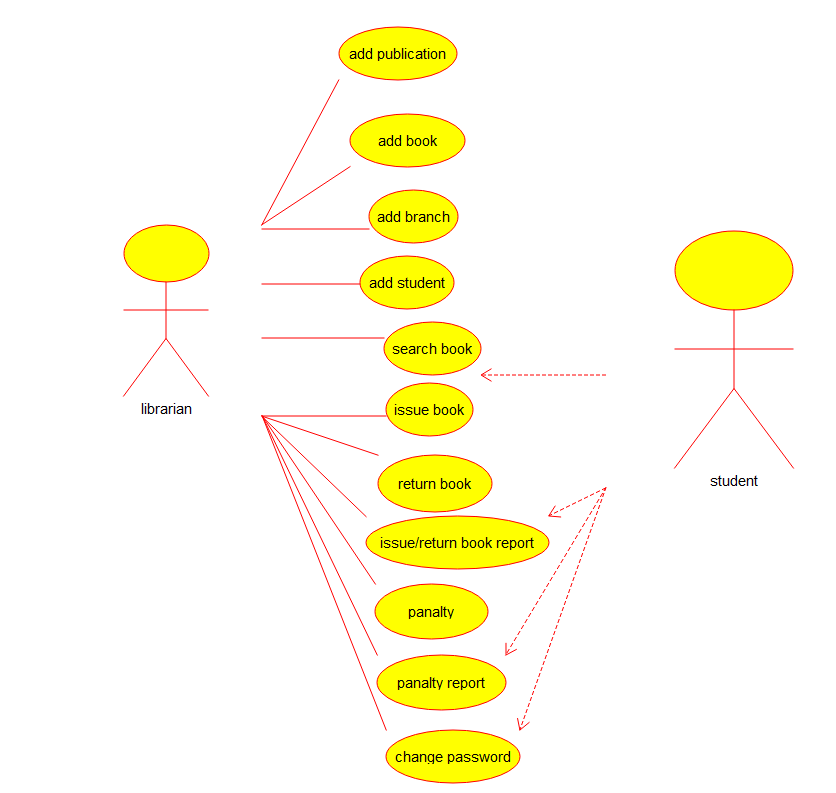 add publication
add book
add branch
add student
search book
issue book
librarian
return book
student
issue/return book report
panalty
panalty report
change password